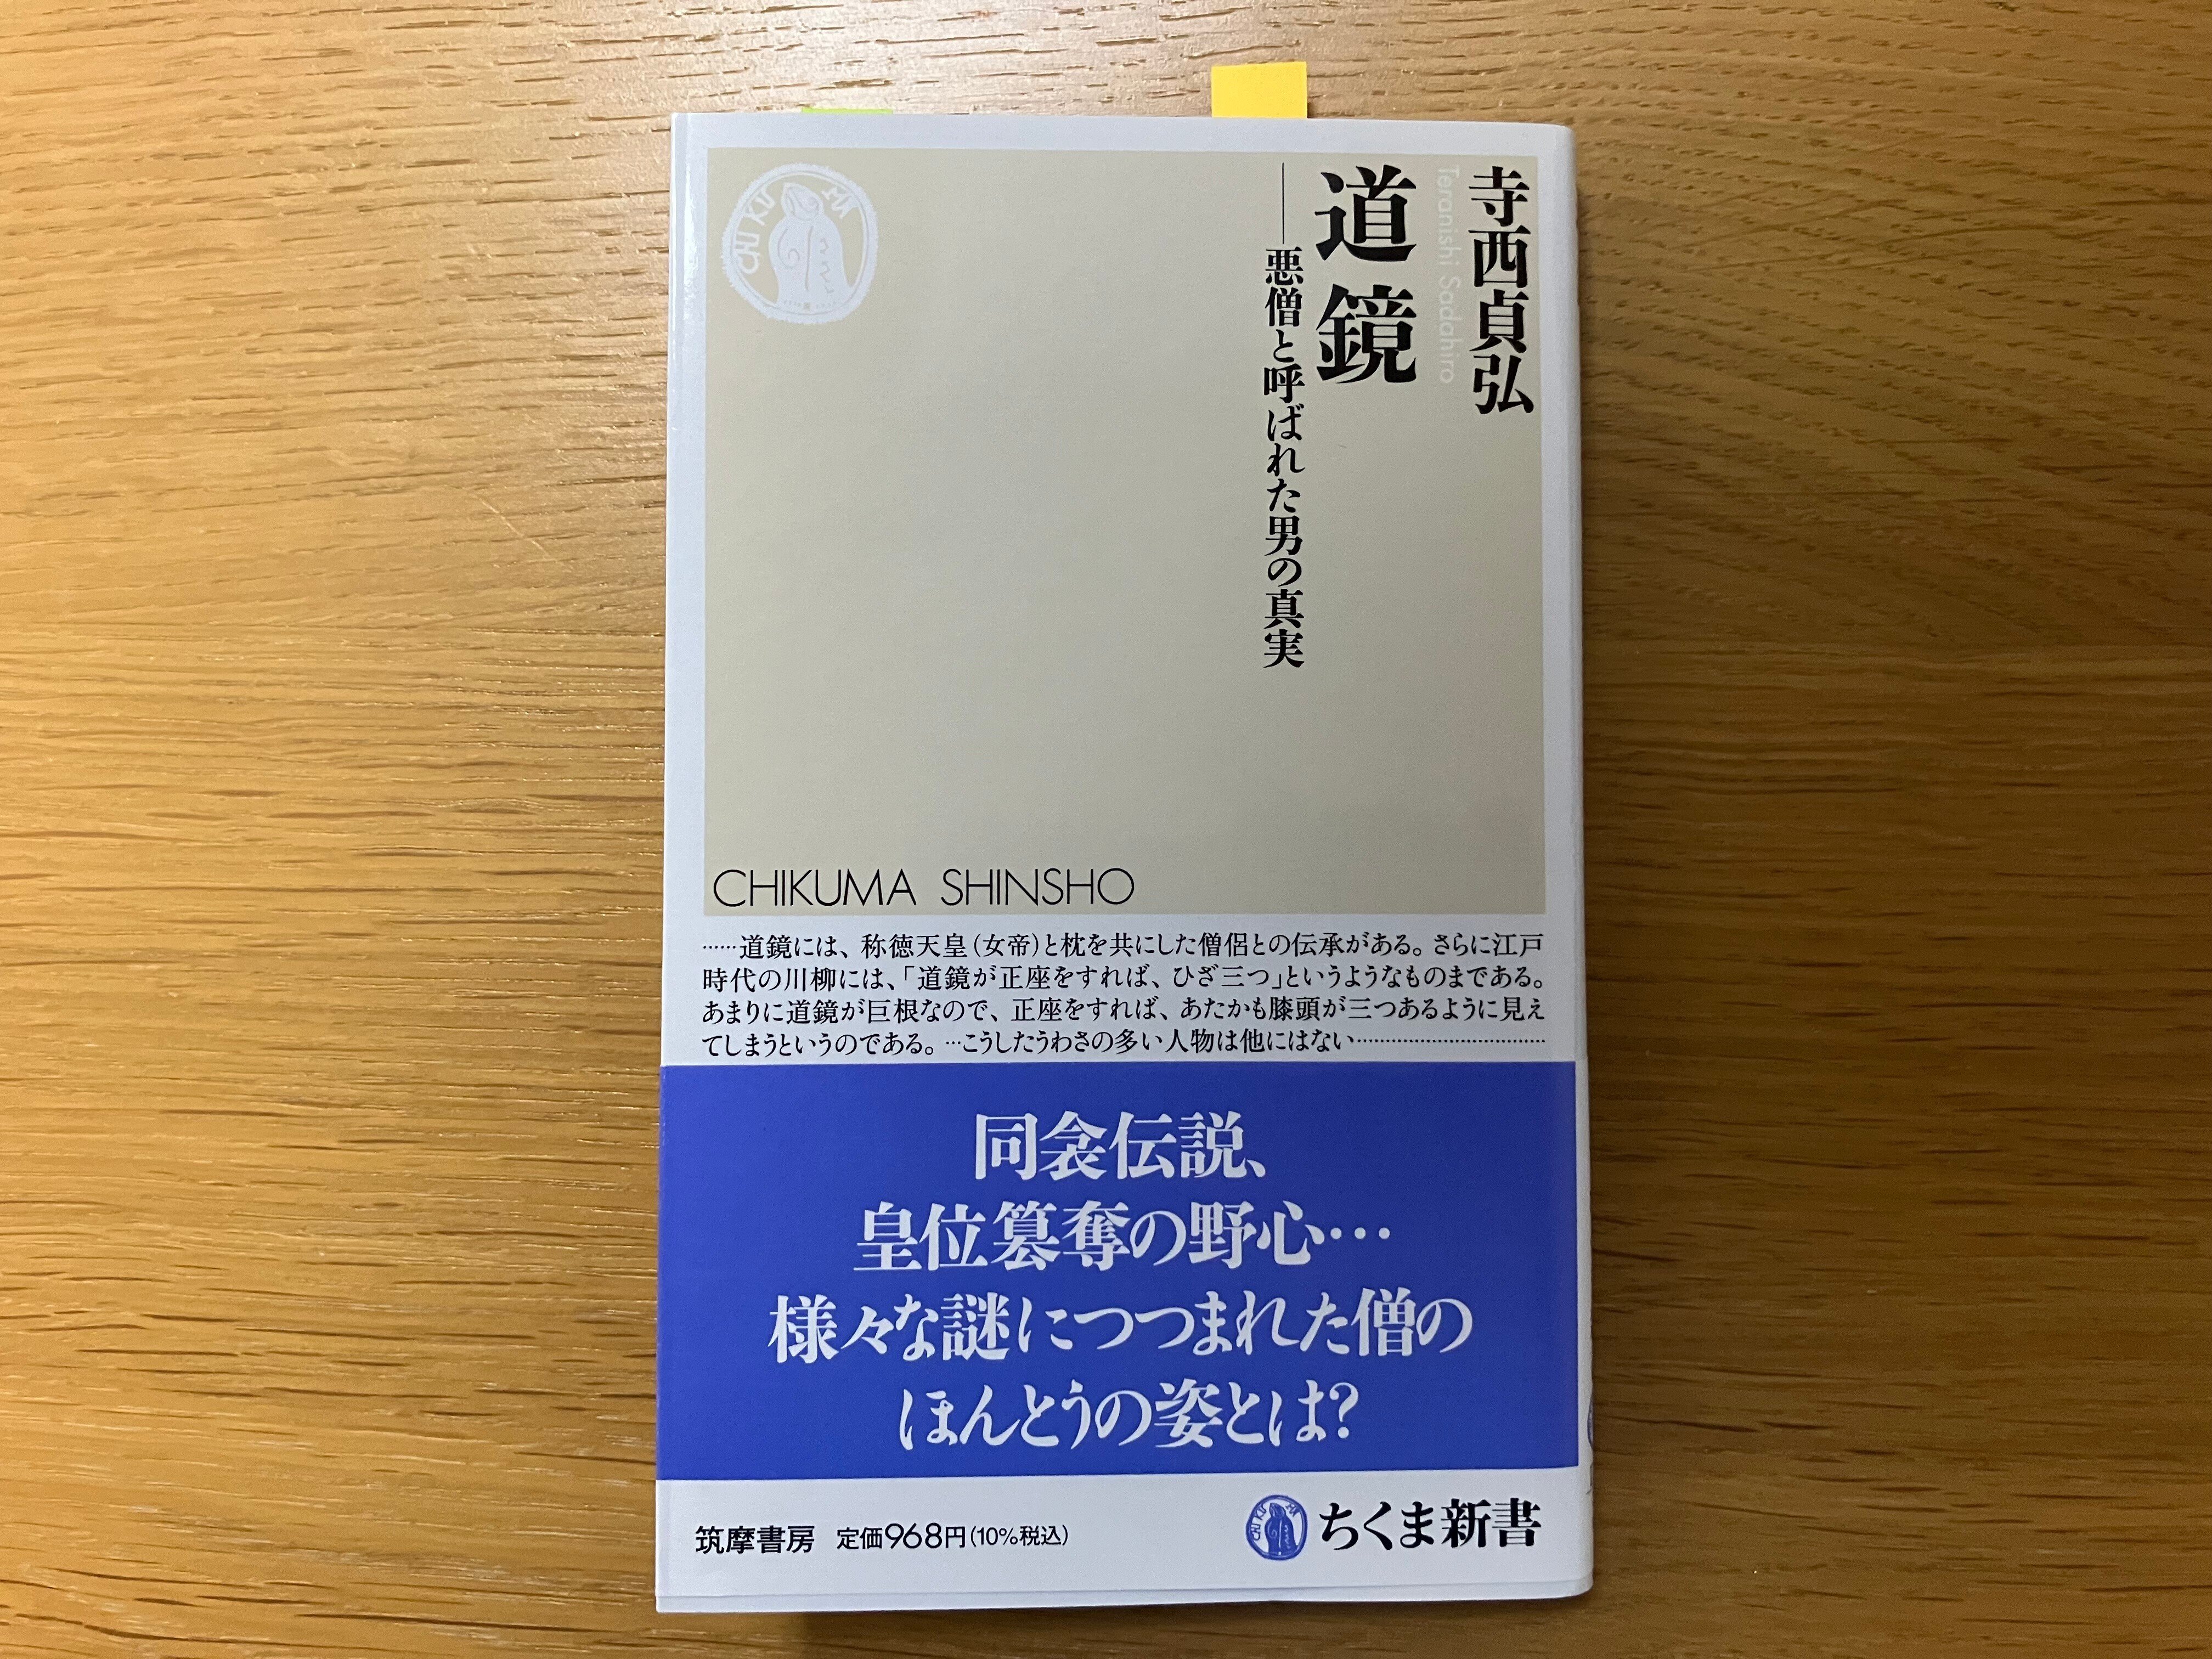 寺西貞弘
Teranishi Sadahiro
道鏡
──悪僧と呼ばれた男の真実
CHIKUMA
CHIKUMA SHINSHO
……道鏡には、称徳天皇（女帝）と枕を共にした僧侶との伝承がある。さらに江戸
時代の川柳には、「道鏡が正座をすれば、ひざ三つ」というようなものまである。
あまりに道鏡が巨根なので、正座をすれば、あたかも膝頭が三つあるように見え
てしまうというのである。…こうしたうわさの多い人物は他にはない……………………………
同衾伝説、
皇位簒奪の野心…
様々な謎につつまれた僧の
ほんとうの姿とは?
筑摩書房 定価968円（10%税込）
CHIKUMA
ちくま新書